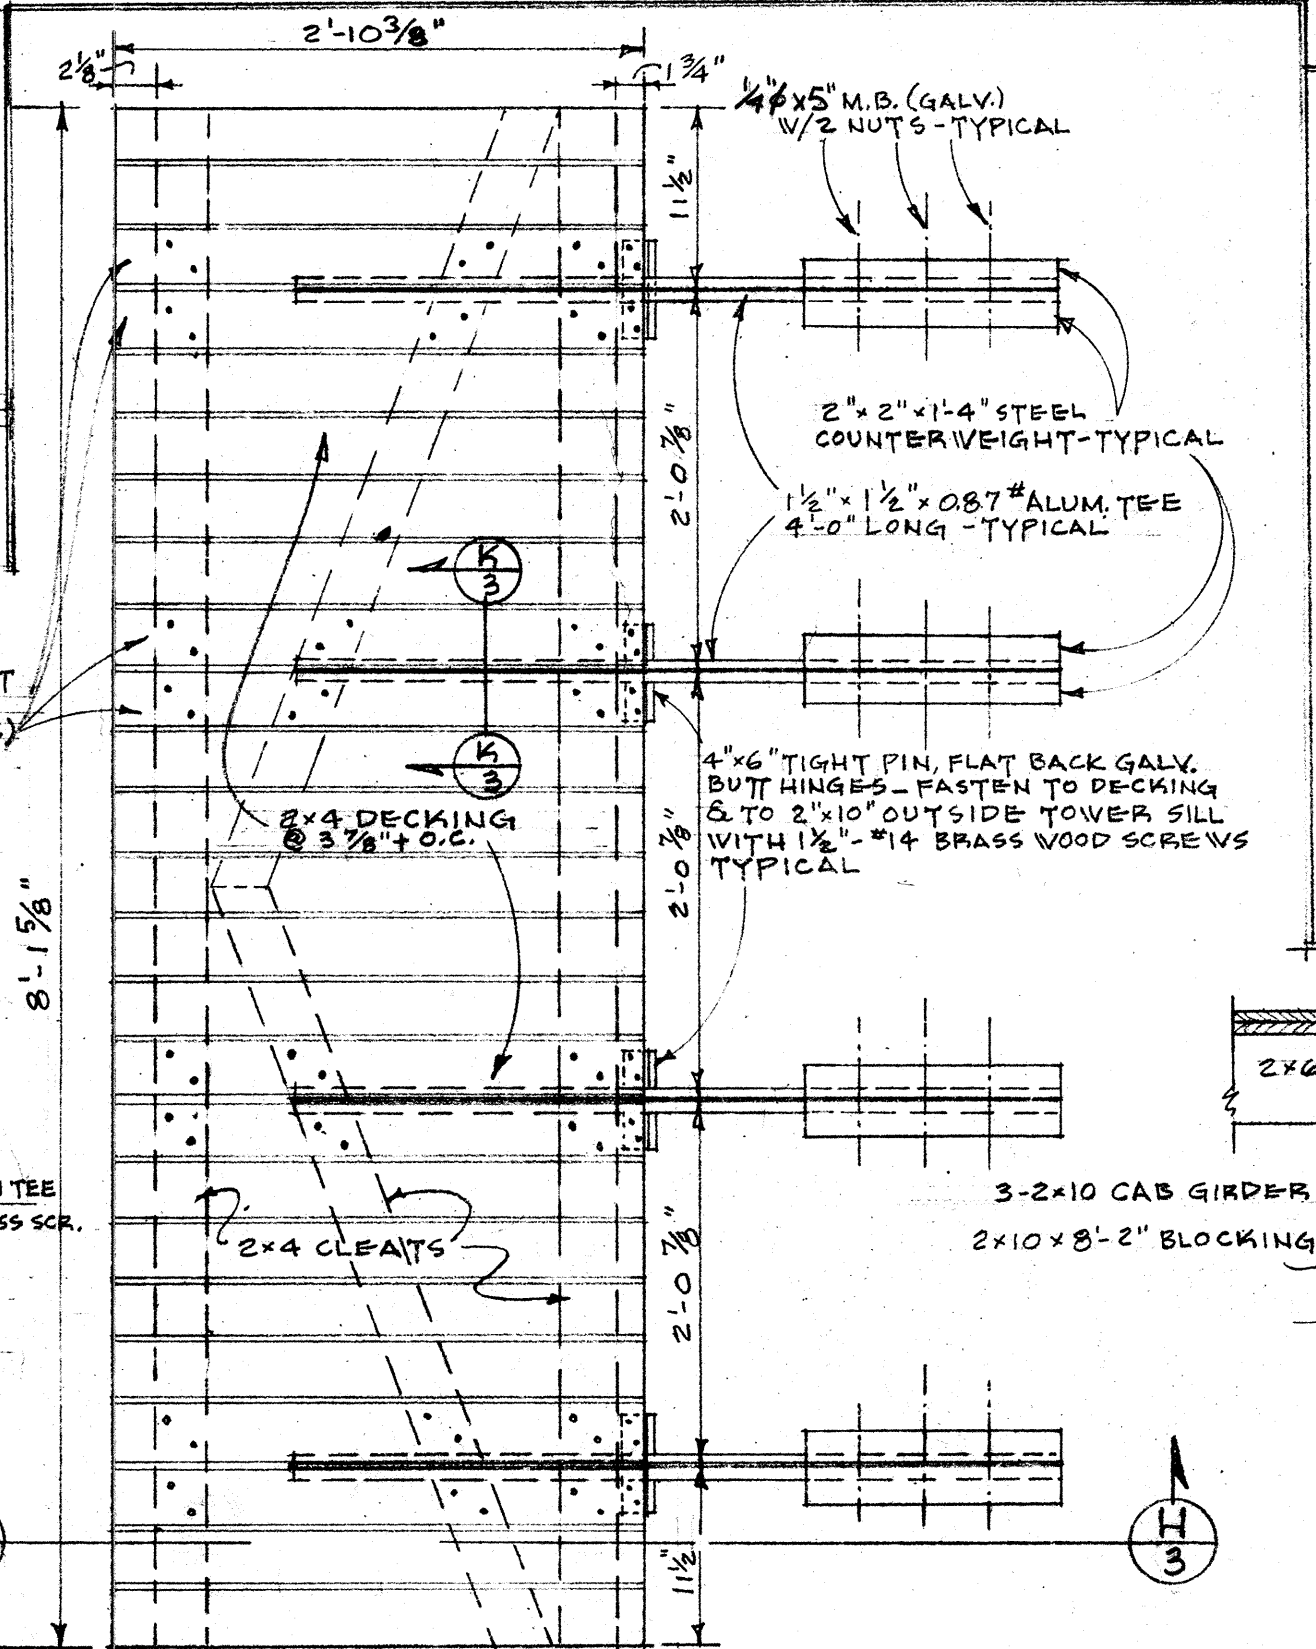 2'-10 3/8"
2 1/8"
1 3/4"
1/4"φ x 5" M.B. (GALV.)
W/2 NUTS - TYPICAL
11 1/2"
2" x 2" x 1'-4" STEEL
COUNTERWEIGHT - TYPICAL
2'-0 7/8"
1 1/2" x 1 1/2" x 0.87 # ALUM. TEE
4'-0" LONG - TYPICAL
K
3
T
)
K
3
4" x 6" TIGHT PIN, FLAT BACK GALV.
BUTT HINGES - FASTEN TO DECKING
& TO 2" x 10" OUTSIDE TOWER SILL
WITH 1 1/2" - #14 BRASS WOOD SCREWS
TYPICAL
2x4 DECKING
@ 3 7/8" + O.C.
2'-0 7/8"
8'-1 5/8"
2x6
TEE
SS SCR.
3-2x10 CAB GIRDER
2x10 x 8'-2" BLOCKING
2x4 CLEATS
2'-0 7/8"
H
3
11 1/2"